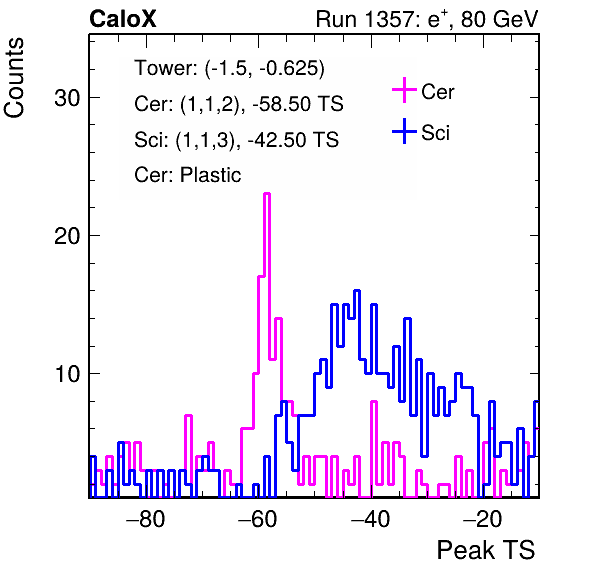 CaloX Run 1357: e+, 80 GeV
Counts
Tower: (-1.5, -0.625)
Cer: (1,1,2), -58.50 TS
Sci: (1,1,3), -42.50 TS
Cer: Plastic
Cer
Sci
30
20
10
−80 −60 −40 −20
Peak TS